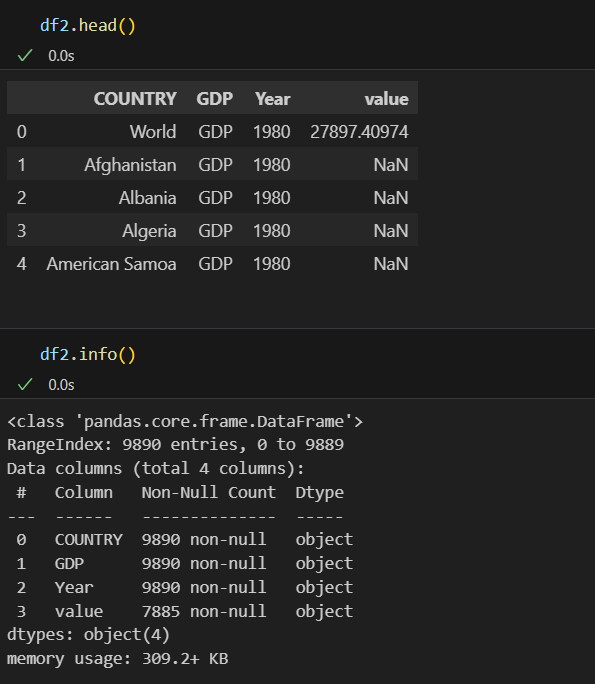 df2.head()
0.0s
COUNTRY GDP Year value
0 World GDP 1980 27897.40974
1 Afghanistan GDP 1980 NaN
2 Albania GDP 1980 NaN
3 Algeria GDP 1980 NaN
4 American Samoa GDP 1980 NaN
df2.info()
0.0s
<class 'pandas.core.frame.DataFrame'>
RangeIndex: 9890 entries, 0 to 9889
Data columns (total 4 columns):
 #   Column   Non-Null Count  Dtype
---  ------   --------------  -----
 0   COUNTRY  9890 non-null   object
 1   GDP      9890 non-null   object
 2   Year     9890 non-null   object
 3   value    7885 non-null   object
dtypes: object(4)
memory usage: 309.2+ KB